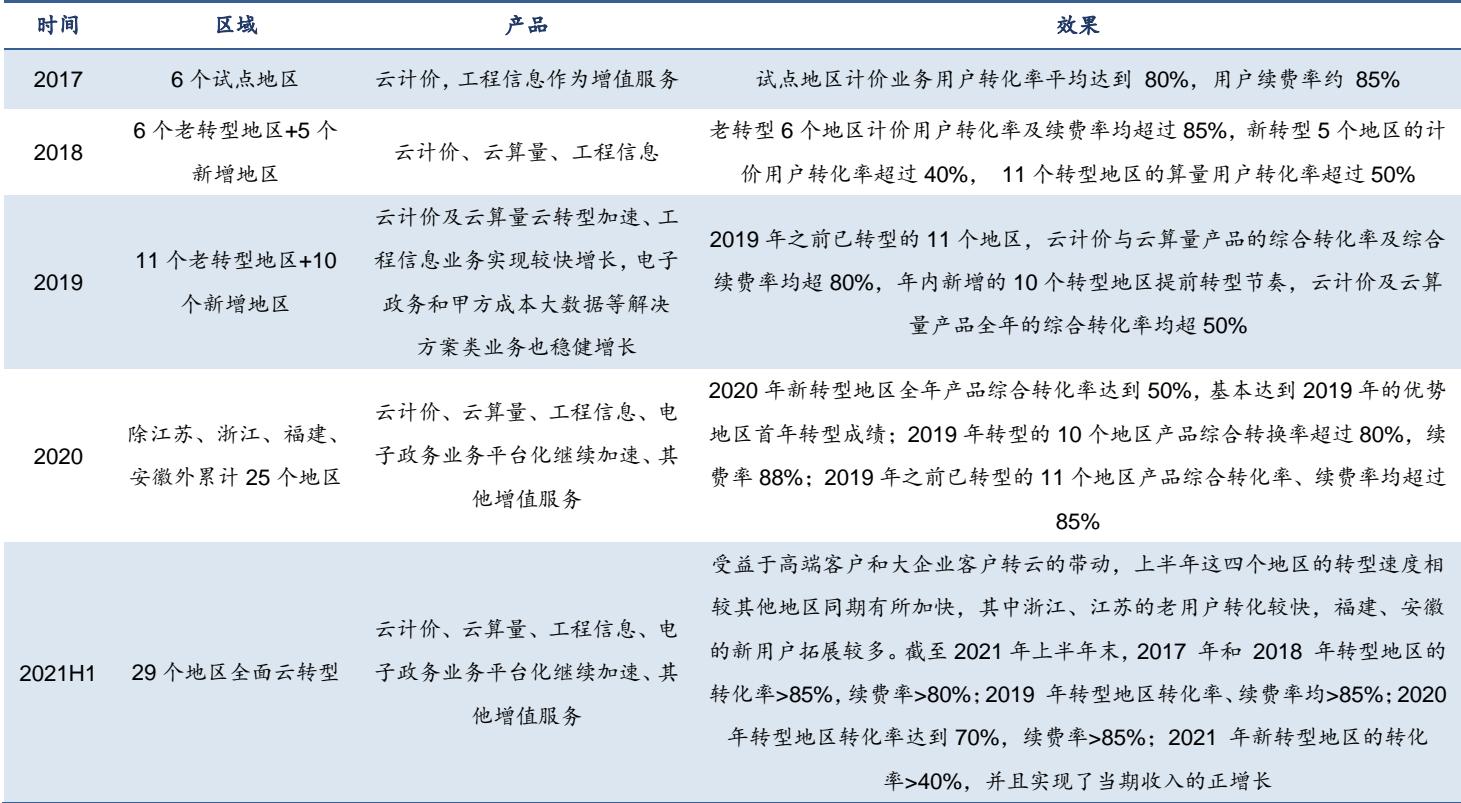 时间 区域 产品 效果
2017 6 个试点地区 云计价，工程信息作为增值服务 试点地区计价业务用户转化率平均达到 80%，用户续费率约 85%
2018
6 个老转型地区+5 个
新增地区
云计价、云算量、工程信息
老转型 6 个地区计价用户转化率及续费率均超过 85%，新转型 5 个地区的计
价用户转化率超过 40%， 11 个转型地区的算量用户转化率超过 50%
2019
11 个老转型地区+10
个新增地区
云计价及云算量云转型加速、工
程信息业务实现较快增长，电子
政务和甲方成本大数据等解决
方案类业务也稳健增长
2019 年之前已转型的 11 个地区，云计价与云算量产品的综合转化率及综合
续费率均超 80%，年内新增的 10 个转型地区提前转型节奏，云计价及云算
量产品全年的综合转化率均超 50%
2020
除江苏、浙江、福建、
安徽外累计 25 个地区
云计价、云算量、工程信息、电
子政务业务平台化继续加速、其
他增值服务
2020 年新转型地区全年产品综合转化率达到 50%，基本达到 2019 年的优势
地区首年转型成绩；2019 年转型的 10 个地区产品综合转换率超过 80%，续
费率 88%；2019 年之前已转型的 11 个地区产品综合转化率、续费率均超过
85%
2021H1
29 个地区全面云转型
云计价、云算量、工程信息、电
子政务业务平台化继续加速、其
他增值服务
受益于高端客户和大企业客户转云的带动，上半年这四个地区的转型速度相
较其他地区同期有所加快，其中浙江、江苏的老用户转化较快，福建、安徽
的新用户拓展较多。截至 2021 年上半年末，2017 年和 2018 年转型地区的
转化率>85%，续费率>80%；2019 年转型地区转化率、续费率均>85%；2020
年转型地区转化率达到 70%，续费率>85%；2021 年新转型地区的转化
率>40%，并且实现了当期收入的正增长